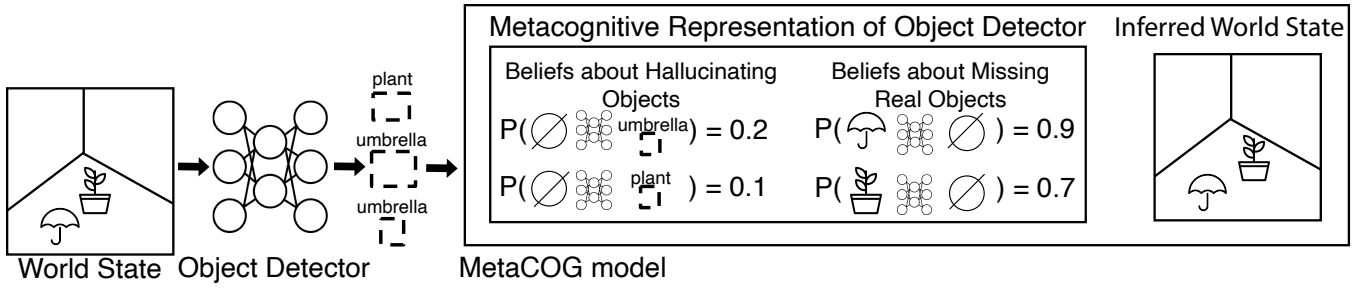 Metacognitive Representation of Object Detector
Inferred World State
Beliefs about Hallucinating
Objects
Beliefs about Missing
Real Objects
plant
umbrella
umbrella
P( umbrella) = 0.2
P( ) = 0.9
P( plant ) = 0.1
P( ) = 0.7
World State
Object Detector
MetaCOG model